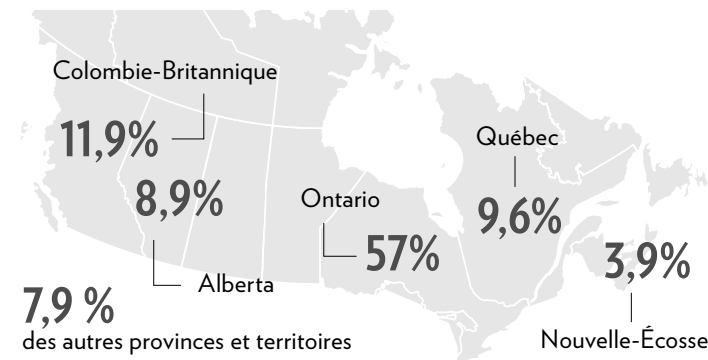 Colombie-Britannique
11,9%
8,9%
Alberta
Ontario
57%
Québec
9,6%
3,9%
Nouvelle-Écosse
7,9 %
des autres provinces et territoires